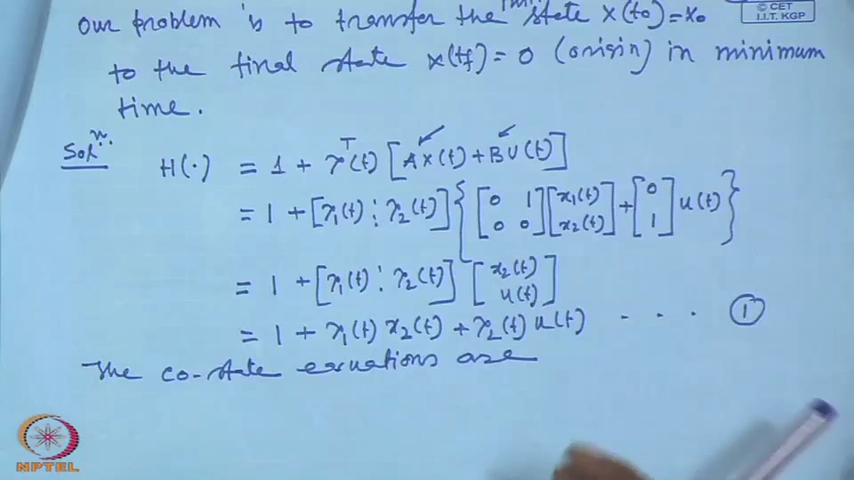 our problem is to transfer the state x(t0)=x0
© CET
I.I.T. KGP
to the final state x(tf)=0 (origin) in minimum
time.
Solⁿ:
H(·) = 1 + λᵀ(t) [AX(t)+BU(t)]
= 1 + [λ1(t) ⋮ λ2(t)] { [0 1; 0 0] [x1(t); x2(t)] + [0; 1] u(t) }
= 1 + [λ1(t) ⋮ λ2(t)] [x2(t); u(t)]
= 1 + λ1(t) x2(t) + λ2(t) u(t) . . . . ①
The co-state equations are
NPTEL